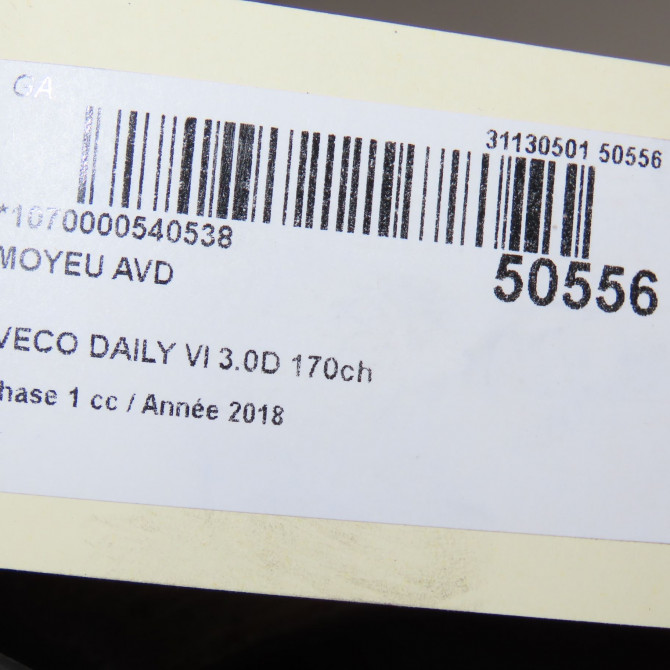 GA
31130501 50556
*1070000540538
50556
MOYEU AVD
VECO DAILY VI 3.0D 170ch
hase 1 cc / Année 2018